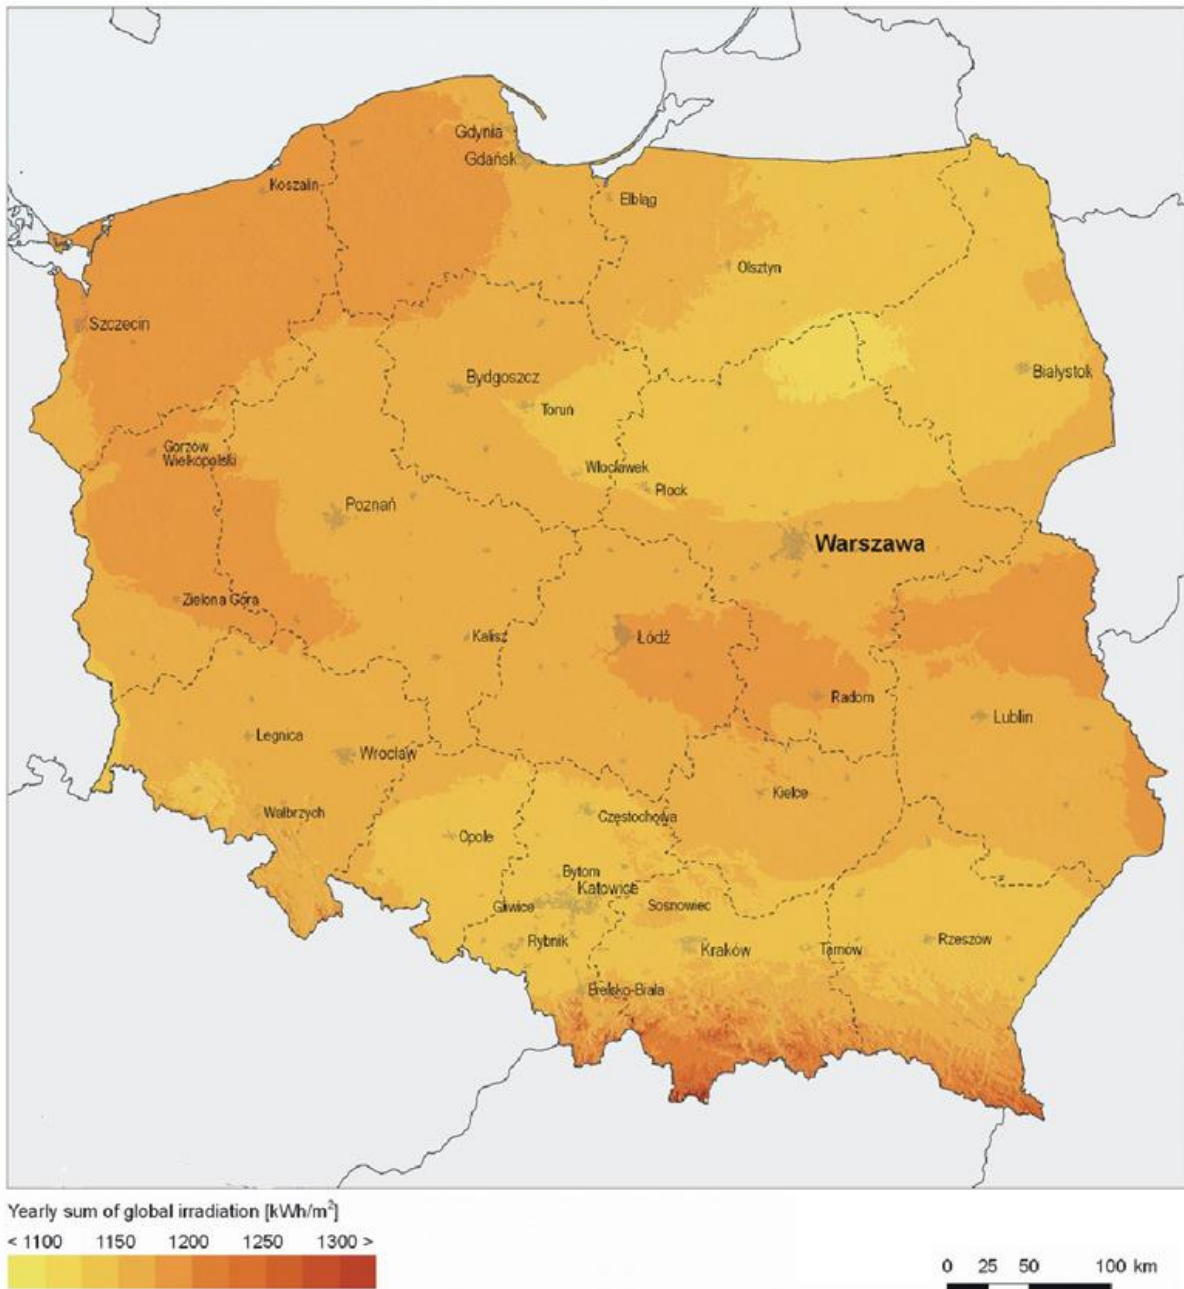 Gdynia
Gdańsk
Koszalin
Elbląg
Olsztyn
Szczecin
Białystok
Bydgoszcz
Toruń
Gorzów
Wielkopolski
Włocławek
Płock
Poznań
Warszawa
Zielona Góra
Kalisz
Łódź
Radom
Lublin
Legnica
Wrocław
Kielce
Wałbrzych
Częstochowa
Opole
Bytom
Katowice
Gliwice
Sosnowiec
Rybnik
Kraków
Tarnów
Rzeszów
Bielsko-Biała
Yearly sum of global irradiation [kWh/m²]
< 1100 1150 1200 1250 1300 >
0 25 50 100 km